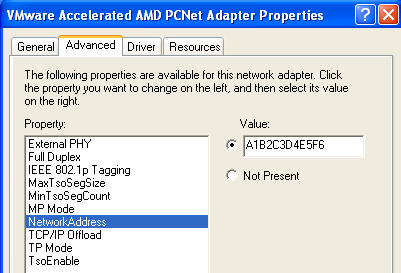 VMware Accelerated AMD PCNet Adapter Properties
General Advanced Driver Resources
The following properties are available for this network adapter. Click
the property you want to change on the left, and then select its value
on the right.
Property:
External PHY
Full Duplex
IEEE 802.1p Tagging
MaxTsoSegSize
MinTsoSegCount
MP Mode
NetworkAddress
TCP/IP Offload
TP Mode
TsoEnable
Value:
A1B2C3D4E5F6
Not Present